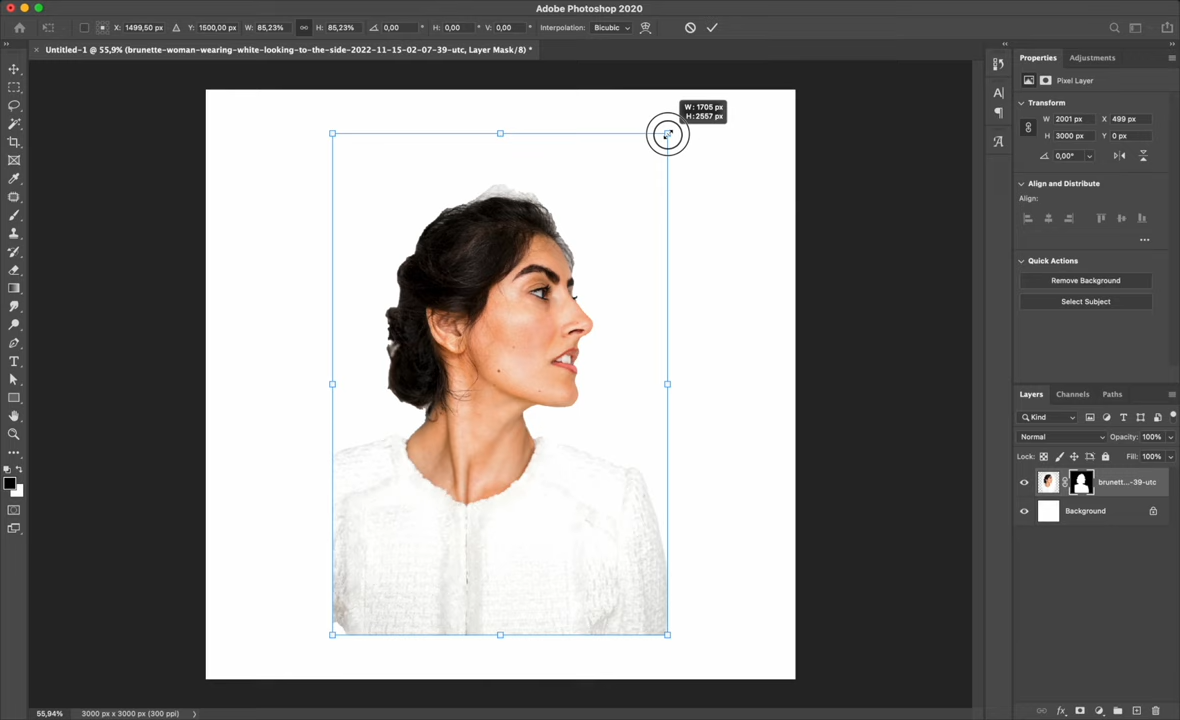 Adobe Photoshop 2020
X: 1499,50 px Y: 1500,00 px W: 85,23% H: 85,23% 0,00 ° H: 0,00 ° V: 0,00 ° Interpolation: Bicubic
× Untitled-1 @ 55,9% (brunette-woman-wearing-white-looking-to-the-side-2022-11-15-02-07-39-utc, Layer Mask/8) *
Properties Adjustments
Pixel Layer
Transform
W 2001 px X 499 px
H 3000 px Y 0 px
0,00°
Align and Distribute
Align:
Quick Actions
Remove Background
Select Subject
W: 1705 px
H: 2557 px
Layers Channels Paths
Kind
Normal Opacity: 100%
Lock: Fill: 100%
brunett...-39-utc
Background
55,94% 3000 px x 3000 px (300 ppi)